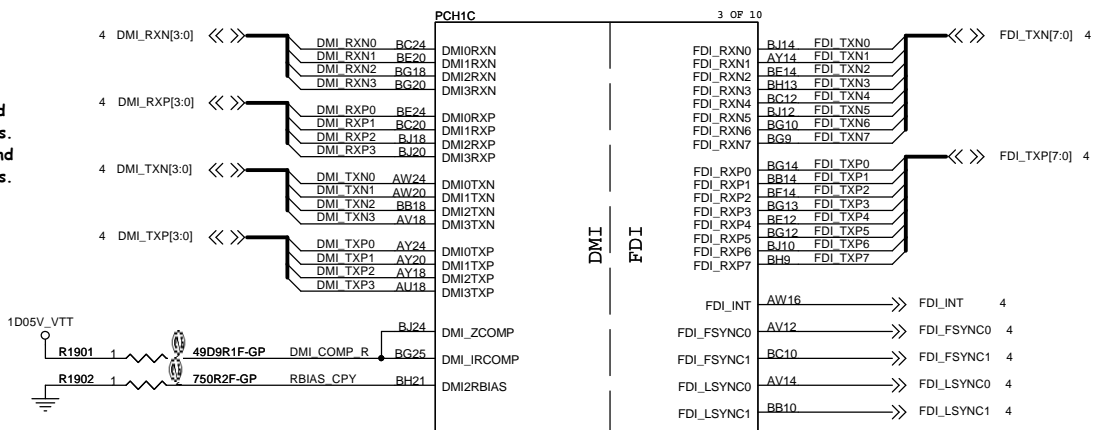 PCH1C 3 OF 10
4 DMI_RXN[3:0]
DMI_RXN0 BC24 DMI0RXN
DMI_RXN1 BE20 DMI1RXN
DMI_RXN2 BG18 DMI2RXN
DMI_RXN3 BG20 DMI3RXN
4 DMI_RXP[3:0]
DMI_RXP0 BE24 DMI0RXP
DMI_RXP1 BC20 DMI1RXP
DMI_RXP2 BJ18 DMI2RXP
DMI_RXP3 BJ20 DMI3RXP
s.
s.
4 DMI_TXN[3:0]
DMI_TXN0 AW24 DMI0TXN
DMI_TXN1 AW20 DMI1TXN
DMI_TXN2 BB18 DMI2TXN
DMI_TXN3 AV18 DMI3TXN
4 DMI_TXP[3:0]
DMI_TXP0 AY24 DMI0TXP
DMI_TXP1 AY20 DMI1TXP
DMI_TXP2 AY18 DMI2TXP
DMI_TXP3 AU18 DMI3TXP
1D05V_VTT
BJ24 DMI_ZCOMP
R1901 1 49D9R1F-GP DMI_COMP_R BG25 DMI_IRCOMP
R1902 1 750R2F-GP RBIAS_CPY BH21 DMI2RBIAS
DMI
FDI
FDI_RXN0 BJ14 FDI_TXN0
FDI_RXN1 AY14 FDI_TXN1
FDI_RXN2 BE14 FDI_TXN2
FDI_RXN3 BH13 FDI_TXN3
FDI_RXN4 BC12 FDI_TXN4
FDI_RXN5 BJ12 FDI_TXN5
FDI_RXN6 BG10 FDI_TXN6
FDI_RXN7 BG9 FDI_TXN7
FDI_TXN[7:0] 4
FDI_RXP0 BG14 FDI_TXP0
FDI_RXP1 BB14 FDI_TXP1
FDI_RXP2 BF14 FDI_TXP2
FDI_RXP3 BG13 FDI_TXP3
FDI_RXP4 BE12 FDI_TXP4
FDI_RXP5 BG12 FDI_TXP5
FDI_RXP6 BJ10 FDI_TXP6
FDI_RXP7 BH9 FDI_TXP7
FDI_TXP[7:0] 4
FDI_INT AW16 FDI_INT 4
FDI_FSYNC0 AV12 FDI_FSYNC0 4
FDI_FSYNC1 BC10 FDI_FSYNC1 4
FDI_LSYNC0 AV14 FDI_LSYNC0 4
FDI_LSYNC1 BB10 FDI_LSYNC1 4